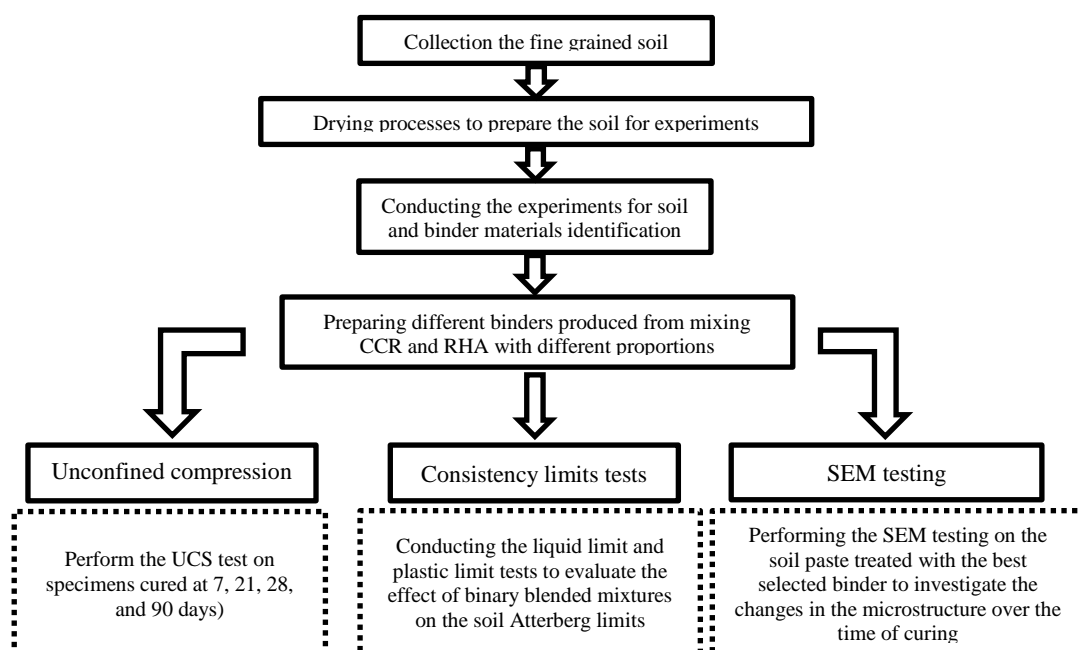 Collection the fine grained soil
Drying processes to prepare the soil for experiments
Conducting the experiments for soil
and binder materials identification
Preparing different binders produced from mixing
CCR and RHA with different proportions
Unconfined compression
Consistency limits tests
SEM testing
Perform the UCS test on
specimens cured at 7, 21, 28,
and 90 days)
Conducting the liquid limit and
plastic limit tests to evaluate the
effect of binary blended mixtures
on the soil Atterberg limits
Performing the SEM testing on the
soil paste treated with the best
selected binder to investigate the
changes in the microstructure over the
time of curing